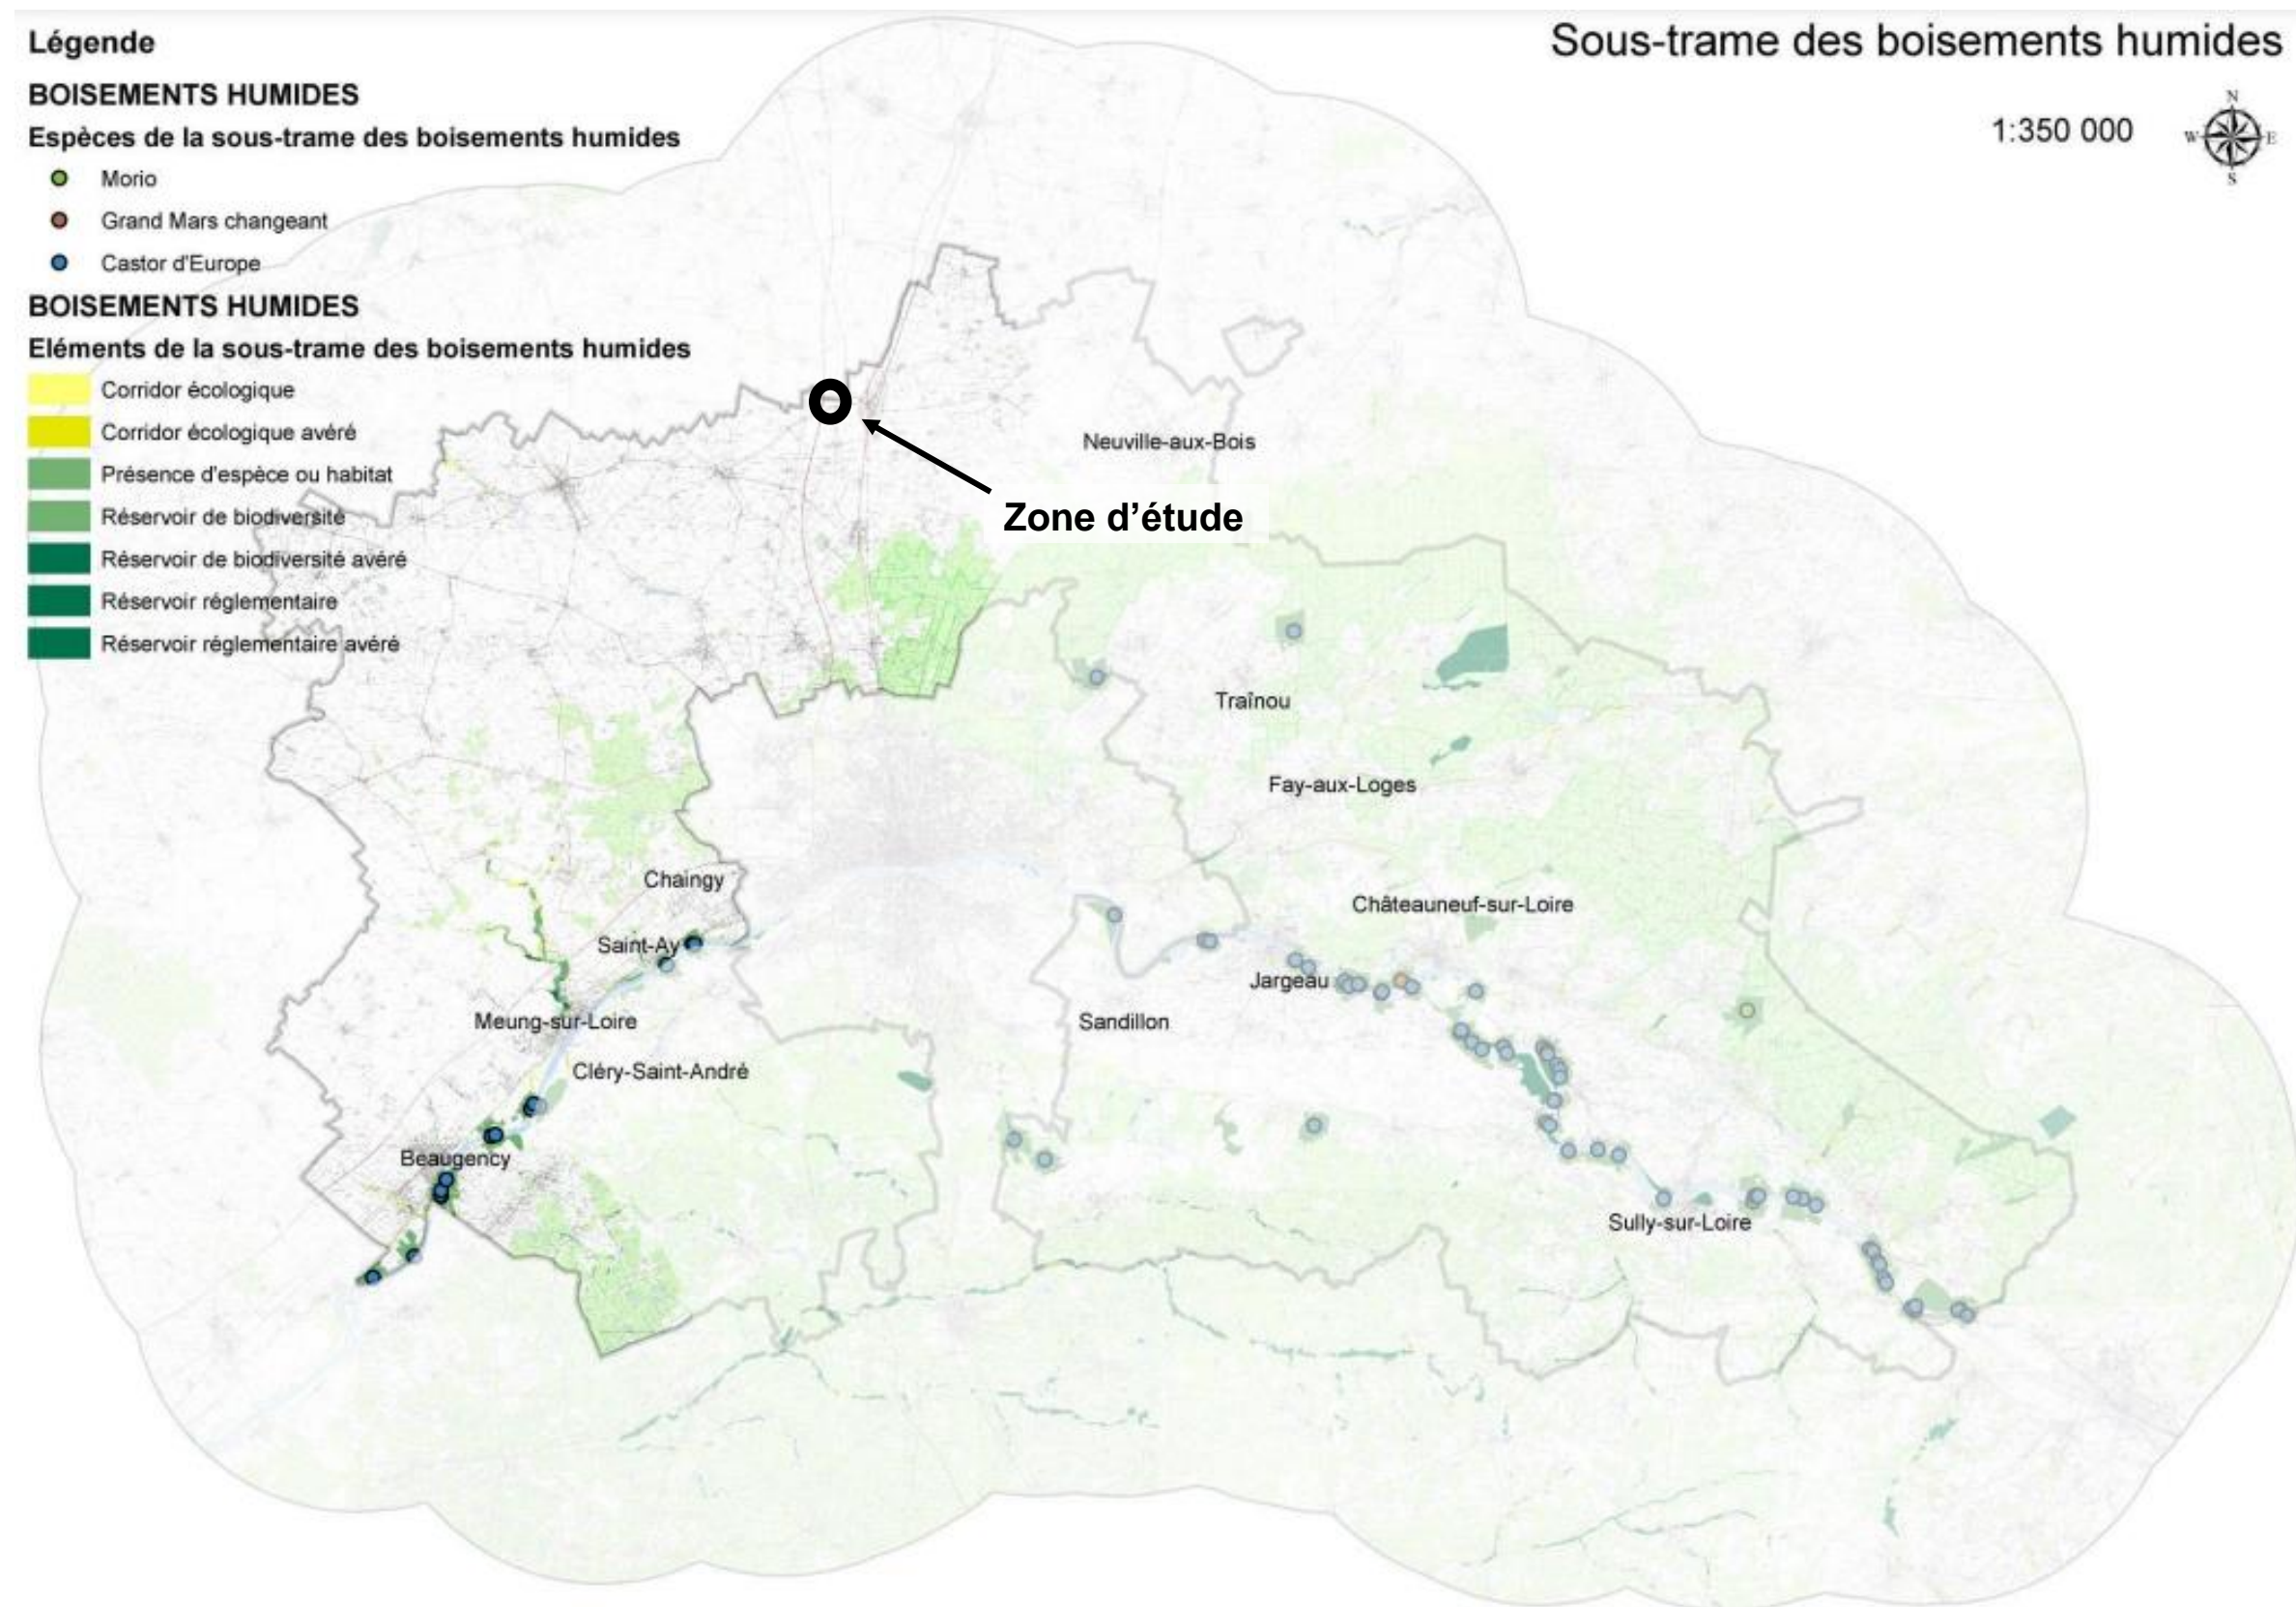 Légende
Sous-trame des boisements humides
BOISEMENTS HUMIDES
Espèces de la sous-trame des boisements humides
1:350 000
N
W
E
S
Morio
Grand Mars changeant
Castor d'Europe
BOISEMENTS HUMIDES
Eléments de la sous-trame des boisements humides
Corridor écologique
Corridor écologique avéré
Présence d'espèce ou habitat
Réservoir de biodiversité
Réservoir de biodiversité avéré
Réservoir réglementaire
Réservoir réglementaire avéré
Neuville-aux-Bois
Zone d’étude
Traînou
Fay-aux-Loges
Chaingy
Châteauneuf-sur-Loire
Saint-Ay
Jargeau
Meung-sur-Loire
Sandillon
Cléry-Saint-André
Beaugency
Sully-sur-Loire